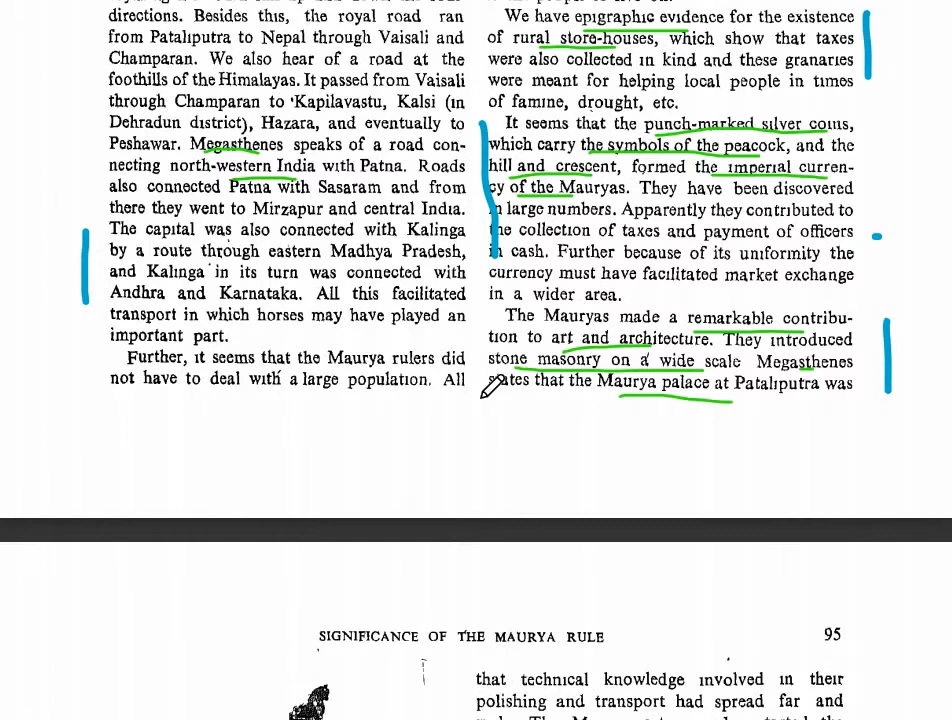 directions. Besides this, the royal road ran
from Pataliputra to Nepal through Vaisali and
Champaran. We also hear of a road at the
foothills of the Himalayas. It passed from Vaisali
through Champaran to 'Kapilavastu, Kalsi (in
Dehradun district), Hazara, and eventually to
Peshawar. Megasthenes speaks of a road con-
necting north-western India with Patna. Roads
also connected Patna with Sasaram and from
there they went to Mirzapur and central India.
The capital was also connected with Kalinga
by a route through eastern Madhya Pradesh,
and Kalinga in its turn was connected with
Andhra and Karnataka. All this facilitated
transport in which horses may have played an
important part.
Further, it seems that the Maurya rulers did
not have to deal with a large population. All
We have epigraphic evidence for the existence
of rural store-houses, which show that taxes
were also collected in kind and these granaries
were meant for helping local people in times
of famine, drought, etc.
It seems that the punch-marked silver coins,
which carry the symbols of the peacock, and the
hill and crescent, formed the imperial curren-
cy of the Mauryas. They have been discovered
in large numbers. Apparently they contributed to
the collection of taxes and payment of officers
in cash. Further because of its uniformity the
currency must have facilitated market exchange
in a wider area.
The Mauryas made a remarkable contribu-
tion to art and architecture. They introduced
stone masonry on a wide scale Megasthenes
that the Maurya palace at Pataliputra was
SIGNIFICANCE OF THE MAURYA RULE 95
that technical knowledge involved in their
polishing and transport had spread far and